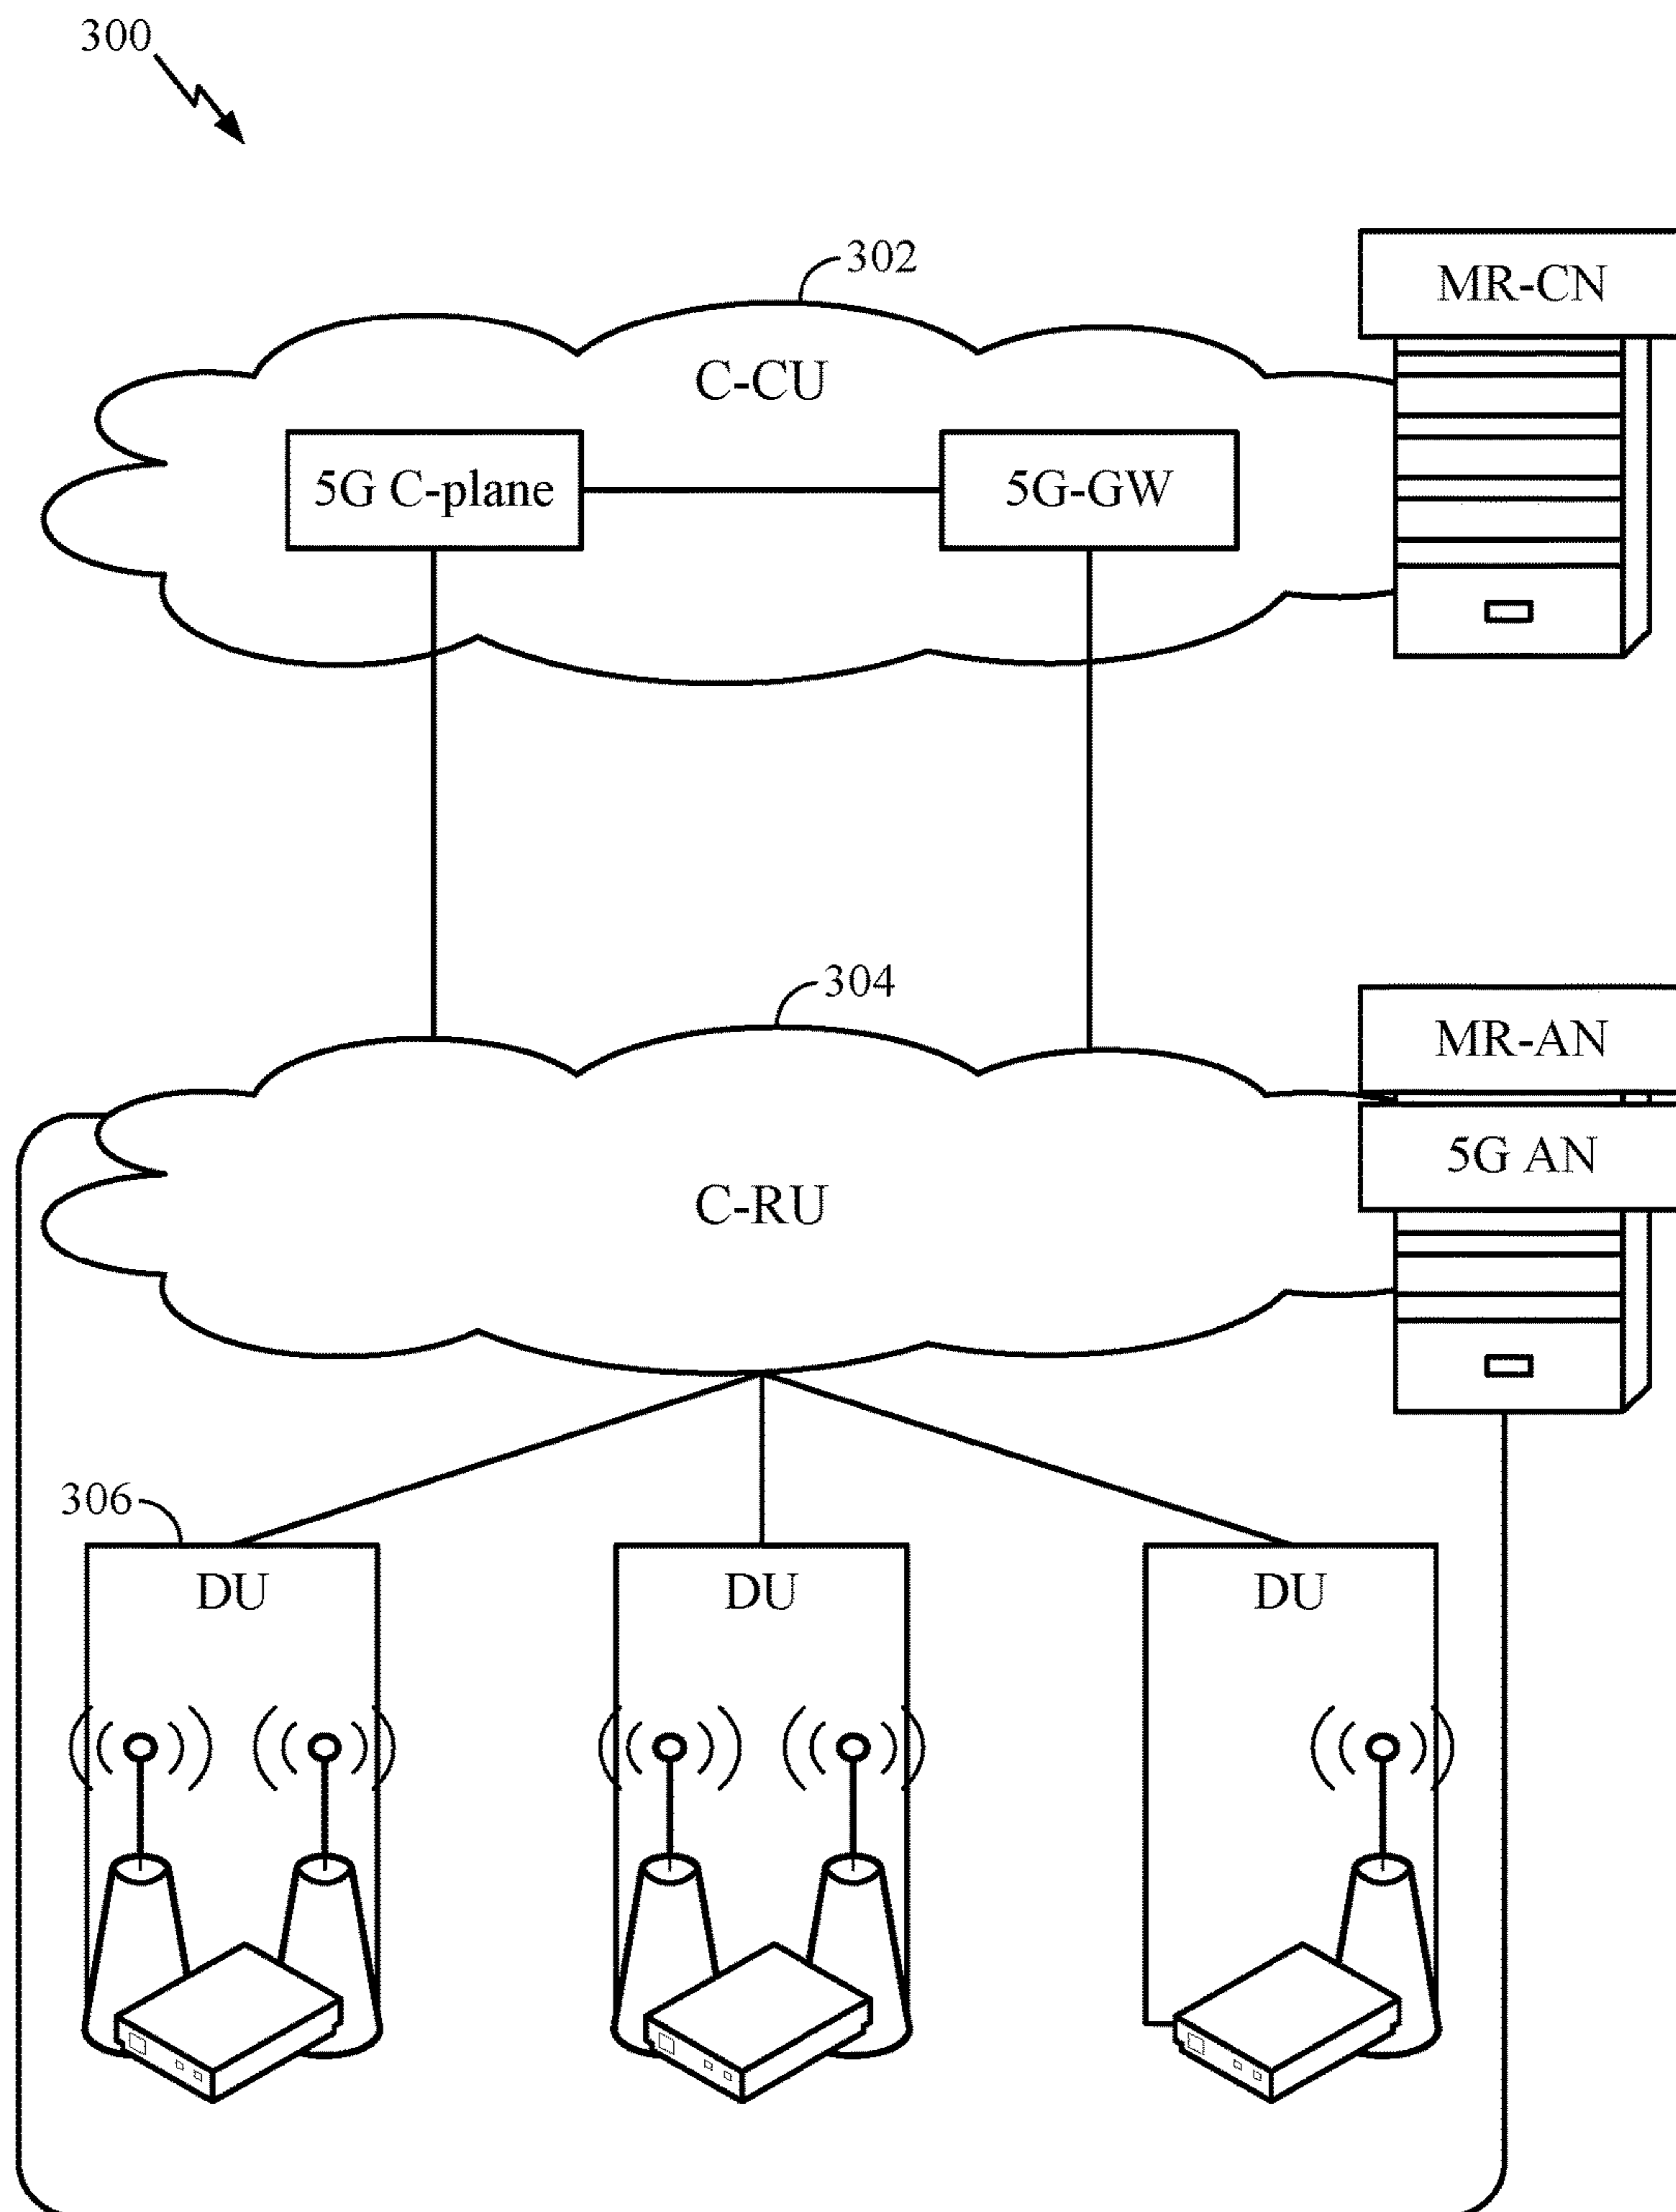 300
302
MR-CN
C-CU
5G C-plane
5G-GW
304
MR-AN
5G AN
C-RU
306
DU
DU
DU